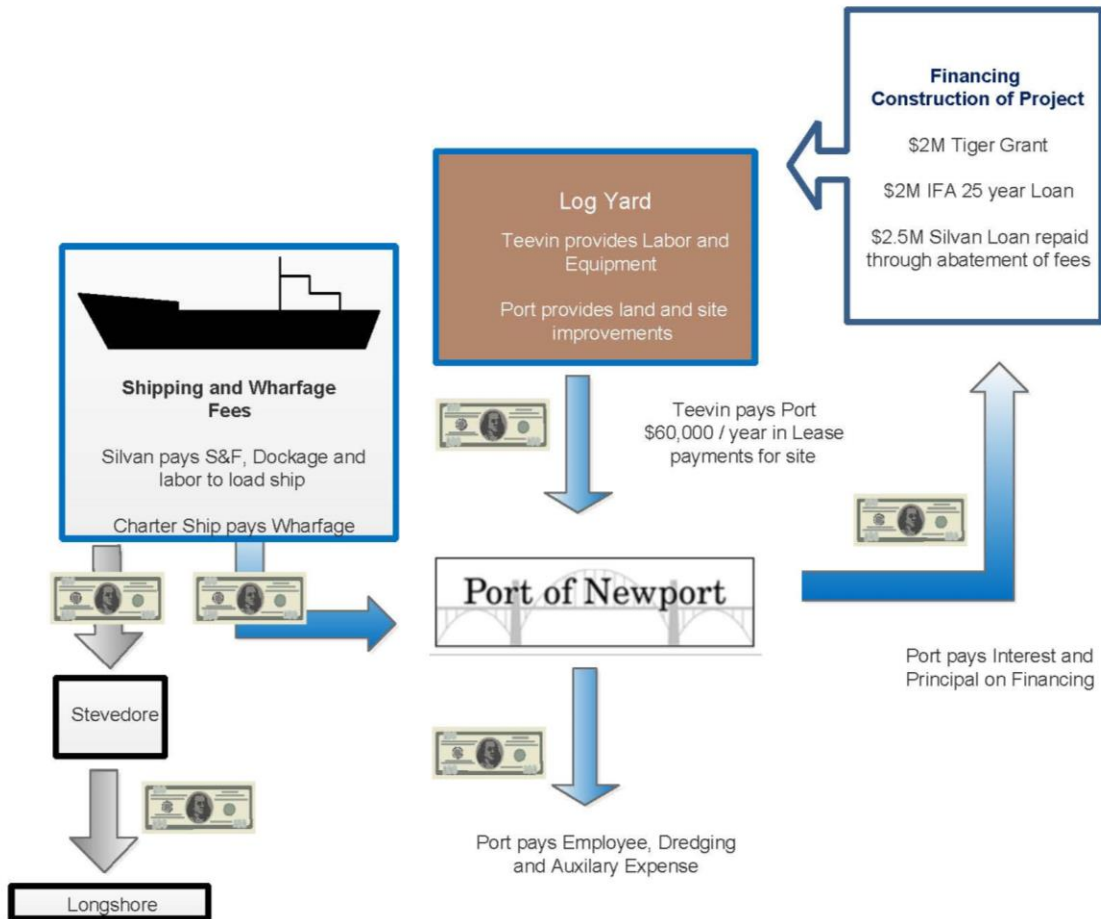 Financing
Construction of Project
$2M Tiger Grant
$2M IFA 25 year Loan
$2.5M Silvan Loan repaid
through abatement of fees
Log Yard
Teevin provides Labor and
Equipment
Port provides land and site
improvements
Shipping and Wharfage
Fees
Silvan pays S&F, Dockage and
labor to load ship
Charter Ship pays Wharfage
Teevin pays Port
$60,000 / year in Lease
payments for site
Port of Newport
Port pays Interest and
Principal on Financing
Stevedore
Port pays Employee, Dredging
and Auxilary Expense
Longshore